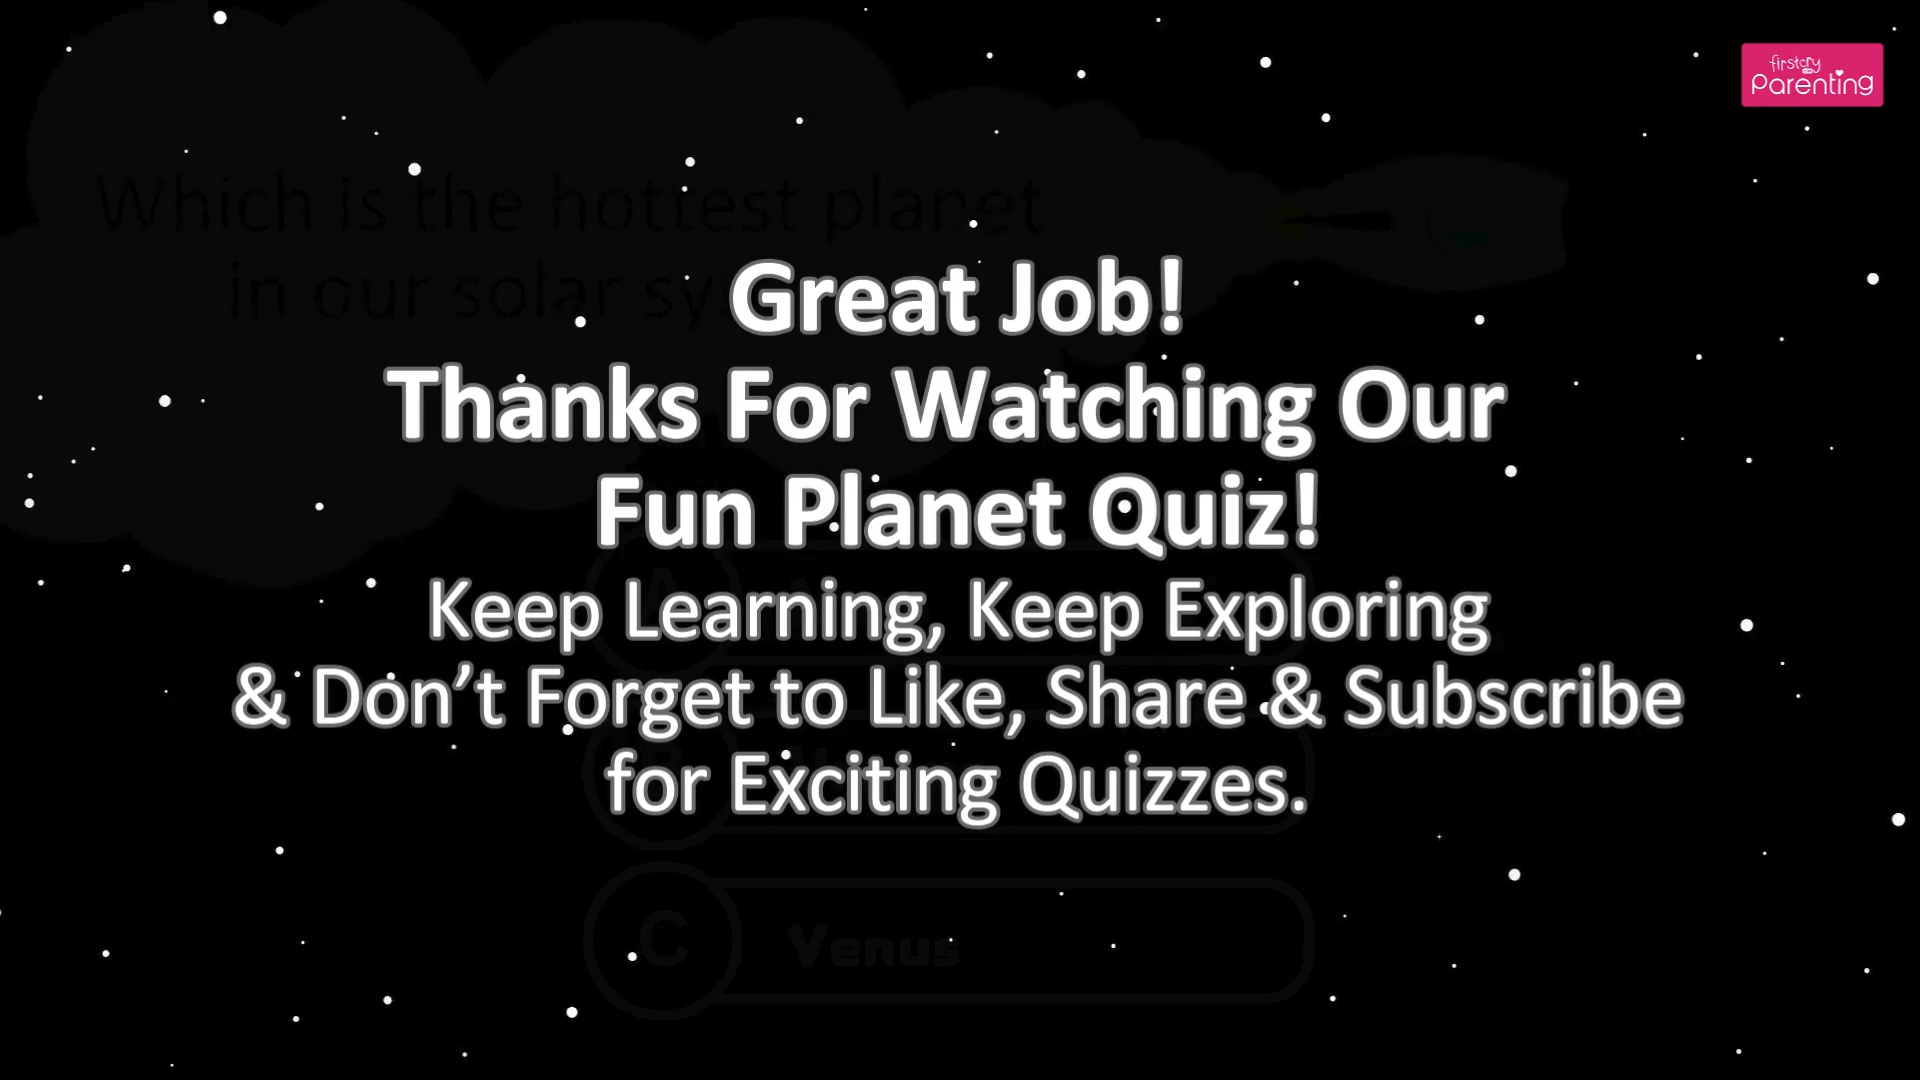 firstcry
Parenting
Which is the hottest planet
in our solar sy
Great Job!
Thanks For Watching Our
Fun Planet Quiz!
Keep Learning, Keep Exploring
& Don’t Forget to Like, Share & Subscribe
for Exciting Quizzes.
C Venus